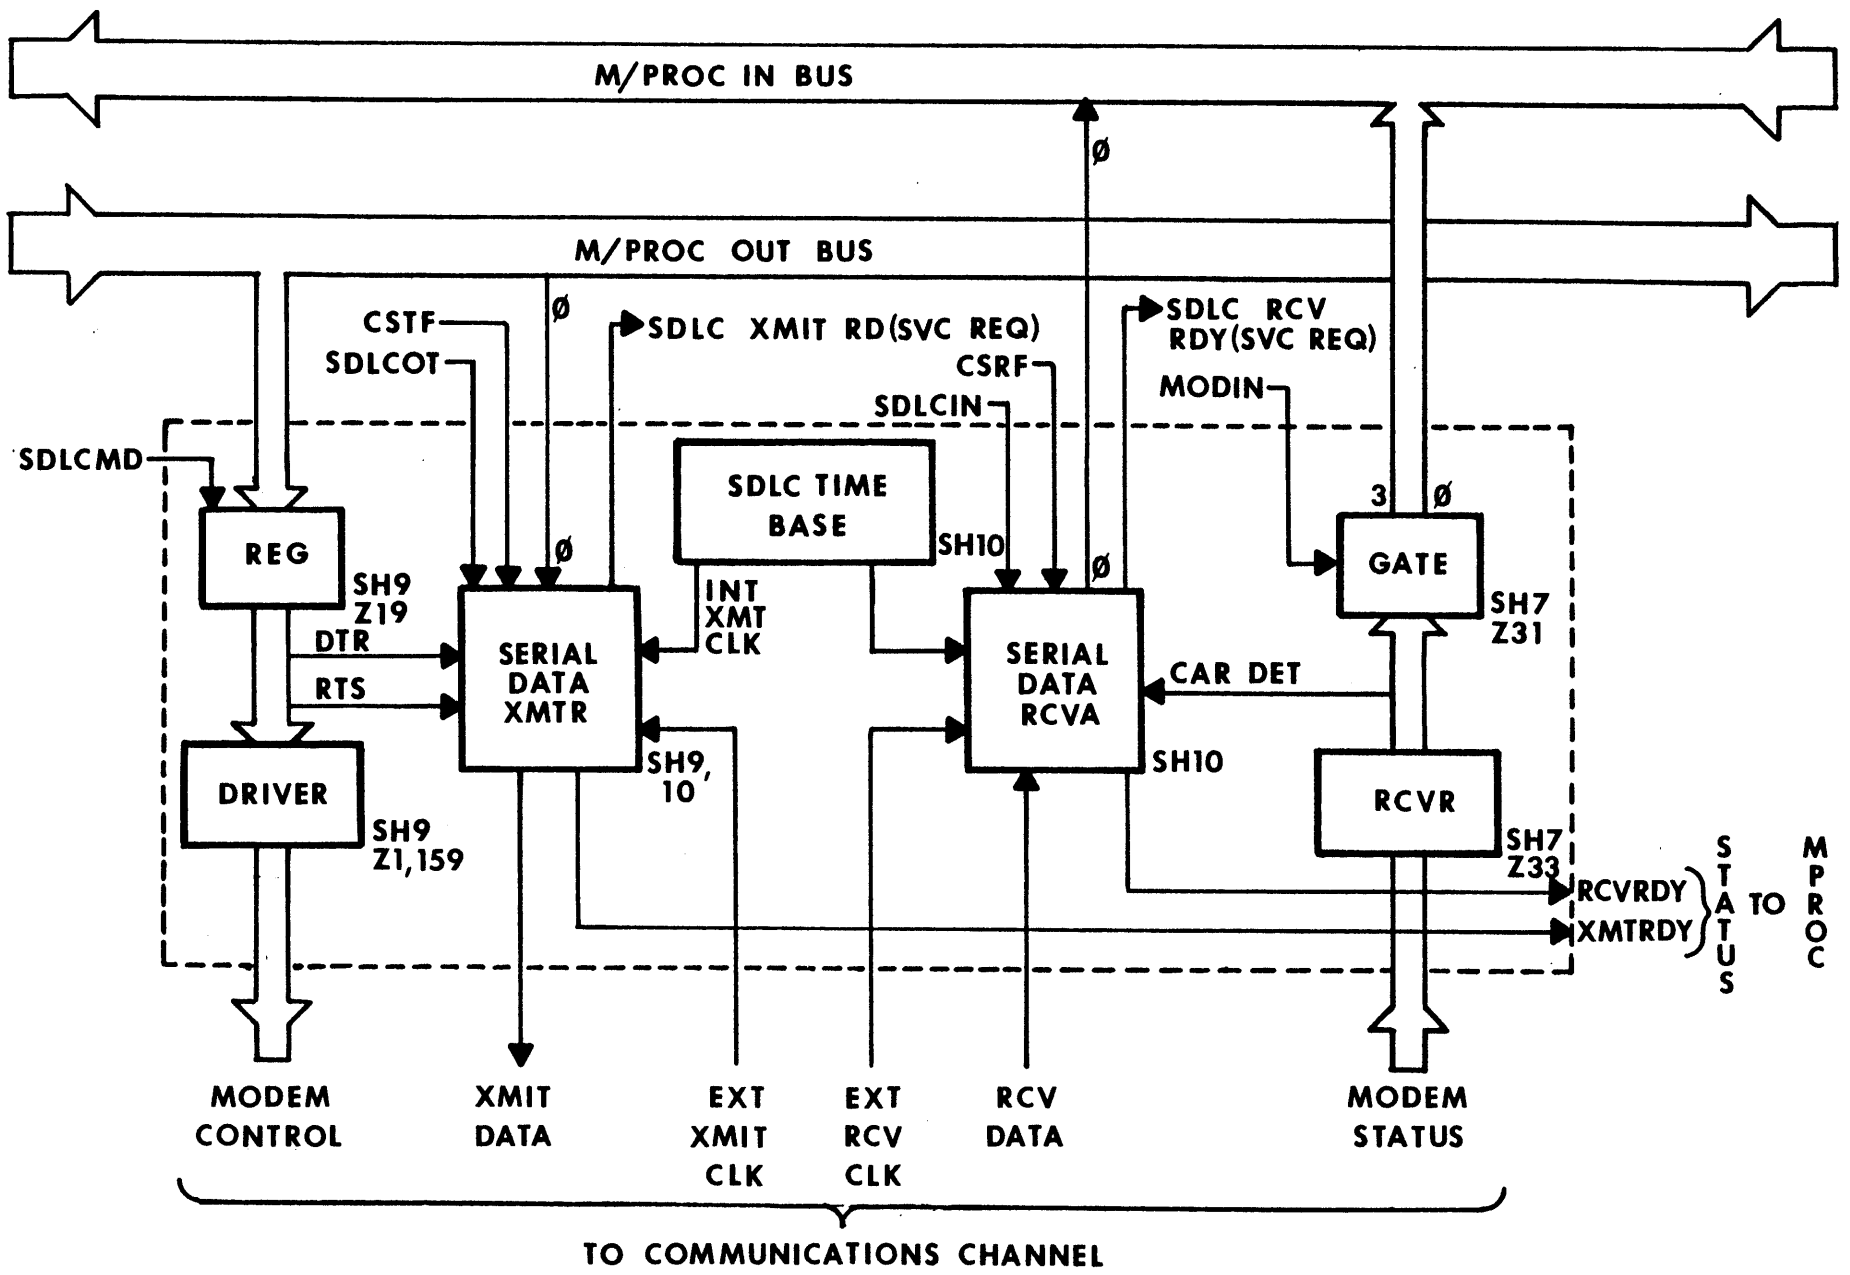 M/PROC IN BUS
Ø
M/PROC OUT BUS
Ø
CSTF
SDLC XMIT RD(SVC REQ)
SDLCOT
SDLC RCV
RDY(SVC REQ)
CSRF
MODIN
SDLCIN
SDLCMD
SDLC TIME
BASE
SH10
3 Ø
REG
SH9
Z19
Ø
Ø
GATE
SH7
Z31
INT
XMT
CLK
DTR
RTS
SERIAL
DATA
XMTR
SH9,
10
SERIAL
DATA
RCVA
SH10
CAR DET
DRIVER
SH9
Z1,159
RCVR
SH7
Z33
RCVRDY
XMTRDY
STATUS
TO
MPROC
MODEM
CONTROL
XMIT
DATA
EXT
XMIT
CLK
EXT
RCV
CLK
RCV
DATA
MODEM
STATUS
TO COMMUNICATIONS CHANNEL